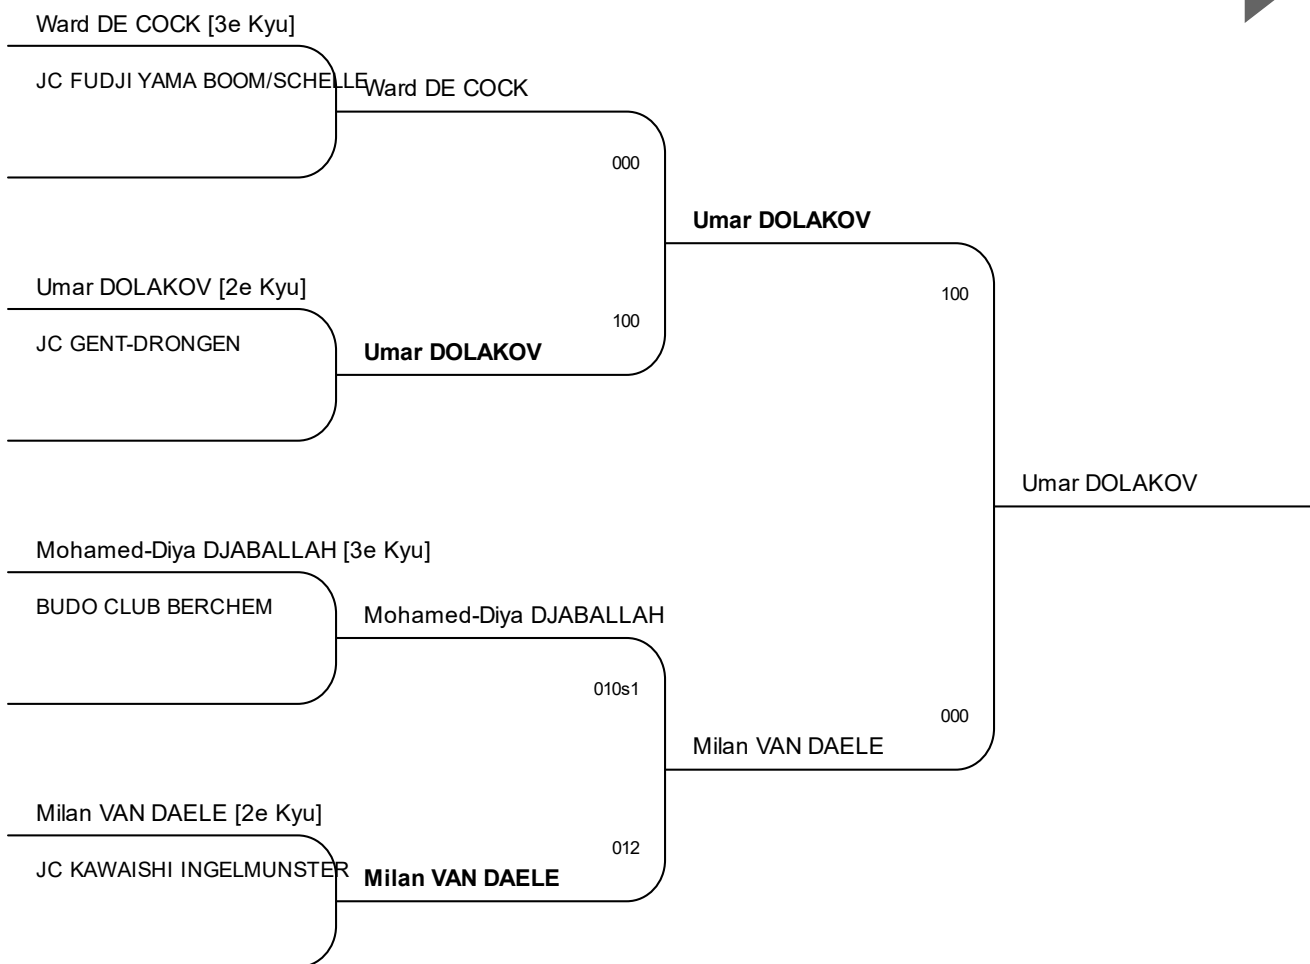 Ward DE COCK [3e Kyu]
JC FUDJI YAMA BOOM/SCHELLE
Ward DE COCK
000
Umar DOLAKOV
Umar DOLAKOV [2e Kyu]
100
100
JC GENT-DRONGEN
Umar DOLAKOV
Umar DOLAKOV
Mohamed-Diya DJABALLAH [3e Kyu]
BUDO CLUB BERCHEM
Mohamed-Diya DJABALLAH
010s1
000
Milan VAN DAELE
Milan VAN DAELE [2e Kyu]
012
JC KAWAISHI INGELMUNSTER
Milan VAN DAELE